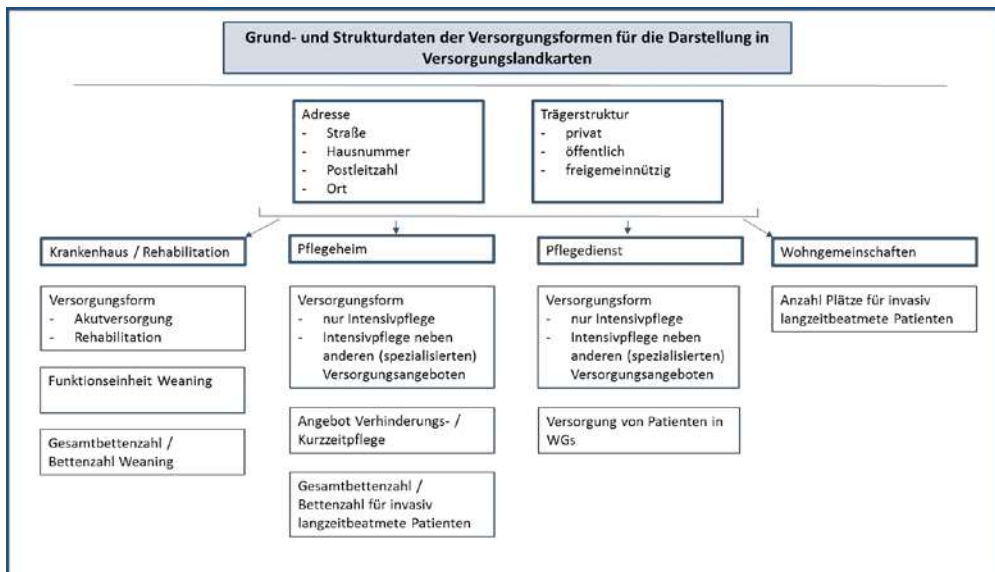 Grund- und Strukturdaten der Versorgungsformen für die Darstellung in
Versorgungslandkarten
Adresse
- Straße
- Hausnummer
- Postleitzahl
- Ort
Trägerstruktur
- privat
- öffentlich
- freigemeinnützig
Krankenhaus / Rehabilitation
Versorgungsform
- Akutversorgung
- Rehabilitation
Funktionseinheit Weaning
Gesamtbettenzahl /
Bettenzahl Weaning
Pflegeheim
Versorgungsform
- nur Intensivpflege
- Intensivpflege neben
anderen (spezialisierten)
Versorgungsangeboten
Angebot Verhinderungs- /
Kurzzeitpflege
Gesamtbettenzahl /
Bettenzahl für invasiv
langzeitbeatmete Patienten
Pflegedienst
Versorgungsform
- nur Intensivpflege
- Intensivpflege neben
anderen (spezialisierten)
Versorgungsangeboten
Versorgung von Patienten in
WGs
Wohngemeinschaften
Anzahl Plätze für invasiv
langzeitbeatmete Patienten